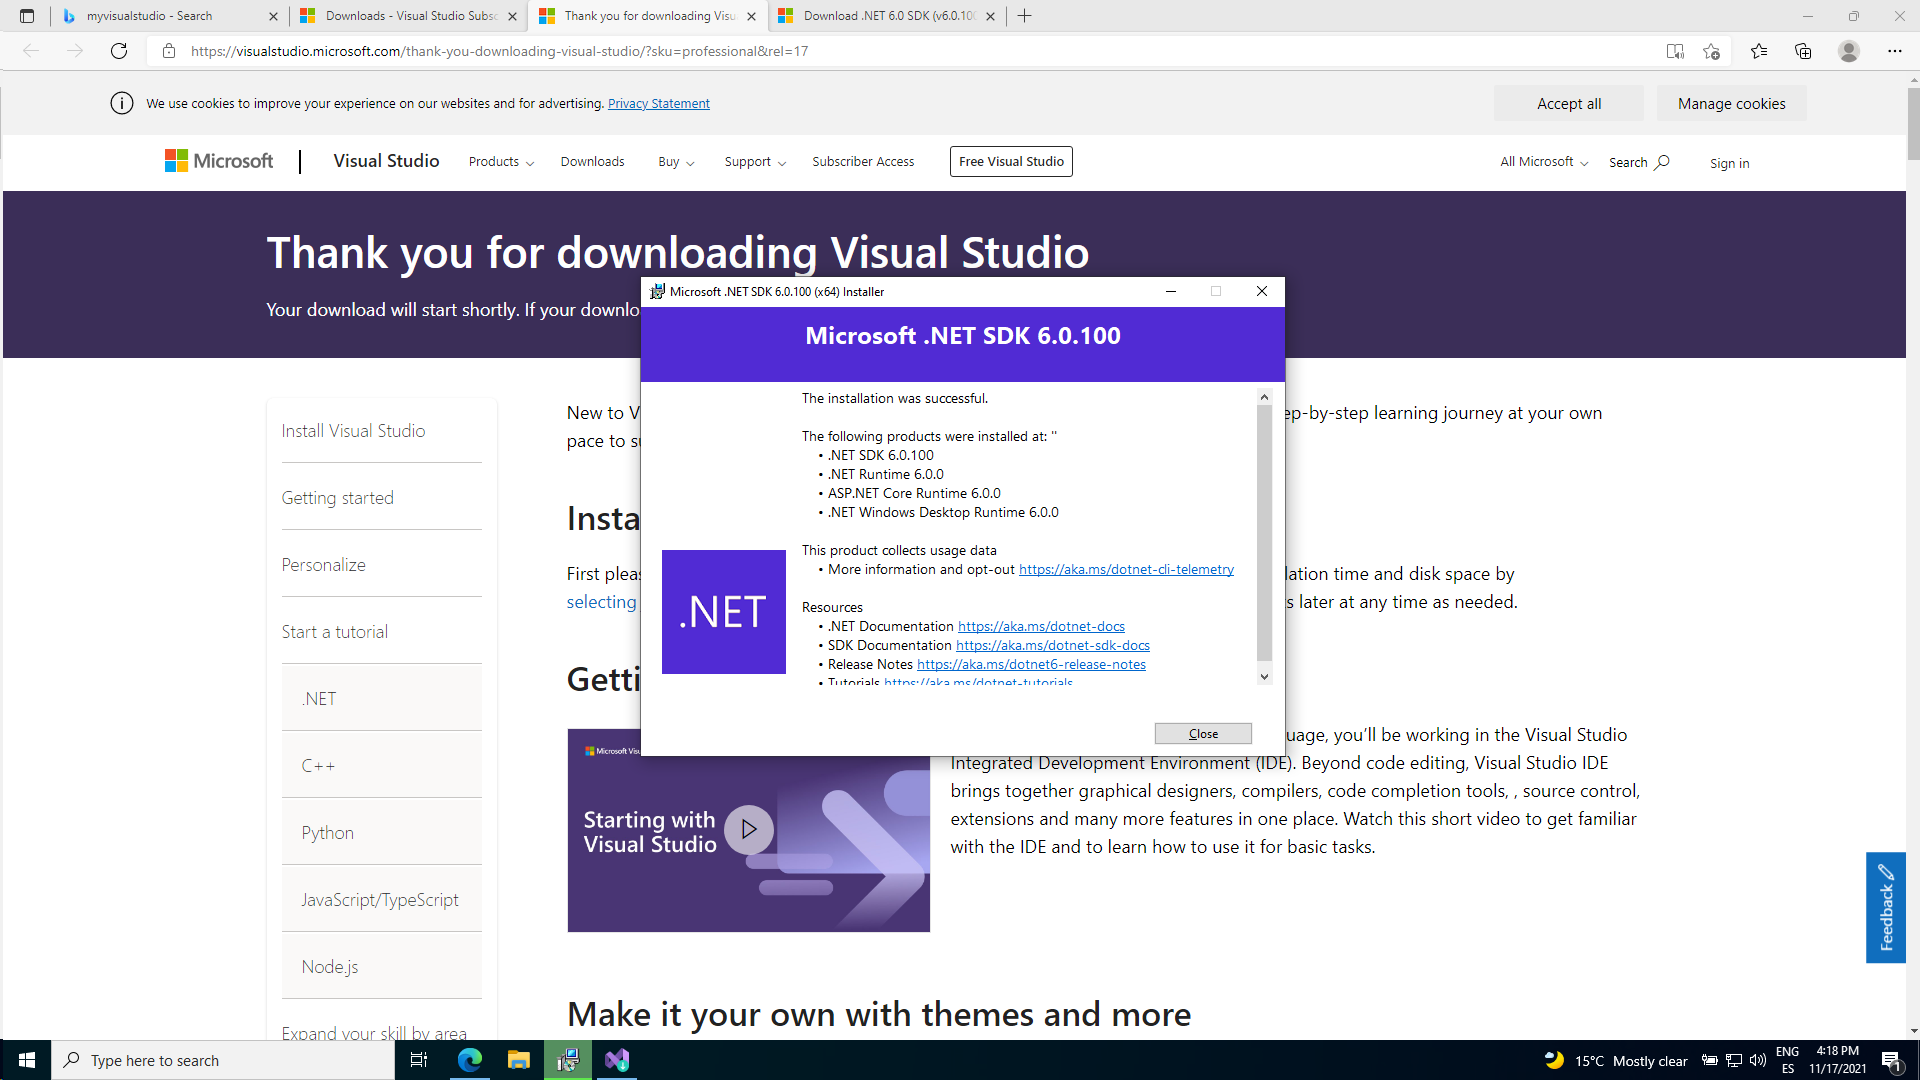 myvisualstudio - Search
Downloads - Visual Studio Subsc
Thank you for downloading Visu
Download .NET 6.0 SDK (v6.0.100
https://visualstudio.microsoft.com/thank-you-downloading-visual-studio/?sku=professional&rel=17
We use cookies to improve your experience on our websites and for advertising. Privacy Statement
Accept all
Manage cookies
Microsoft
Visual Studio
Products
Downloads
Buy
Support
Subscriber Access
Free Visual Studio
All Microsoft
Search
Sign in
Thank you for downloading Visual Studio
Your download will start shortly. If your downlo
Install Visual Studio
Getting started
Personalize
Start a tutorial
.NET
C++
Python
JavaScript/TypeScript
Node.js
Expand your skill by area
New to V
ep-by-step learning journey at your own
pace to su
Insta
First pleas
lation time and disk space by
selecting
s later at any time as needed.
Getti
Microsoft .NET SDK 6.0.100 (x64) Installer
Microsoft .NET SDK 6.0.100
The installation was successful.
The following products were installed at: ''
• .NET SDK 6.0.100
• .NET Runtime 6.0.0
• ASP.NET Core Runtime 6.0.0
• .NET Windows Desktop Runtime 6.0.0
This product collects usage data
• More information and opt-out https://aka.ms/dotnet-cli-telemetry
Resources
• .NET Documentation https://aka.ms/dotnet-docs
• SDK Documentation https://aka.ms/dotnet-sdk-docs
• Release Notes https://aka.ms/dotnet6-release-notes
• Tutorials https://aka.ms/dotnet-tutorials
.NET
Close
Microsoft Visu
Starting with
Visual Studio
uage, you’ll be working in the Visual Studio
Integrated Development Environment (IDE). Beyond code editing, Visual Studio IDE
brings together graphical designers, compilers, code completion tools, , source control,
extensions and many more features in one place. Watch this short video to get familiar
with the IDE and to learn how to use it for basic tasks.
Feedback
Make it your own with themes and more
Type here to search
15°C Mostly clear
ENG
ES
4:18 PM
11/17/2021
1